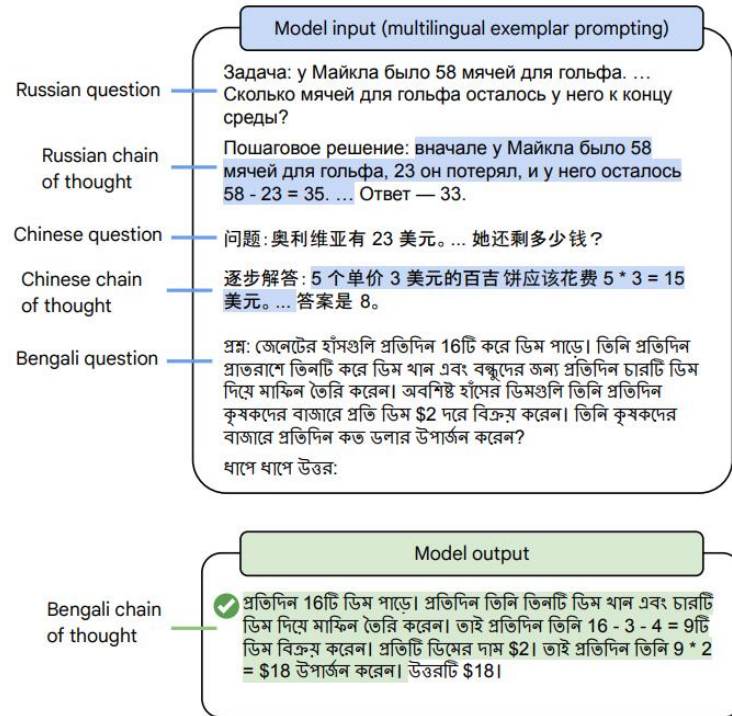 Model input (multilingual exemplar prompting)
Russian question
Задача: у Майкла было 58 мячей для гольфа. ...
Сколько мячей для гольфа осталось у него к концу
среды?
Russian chain
of thought
Пошаговое решение: вначале у Майкла было 58
мячей для гольфа, 23 он потерял, и у него осталось
58 - 23 = 35. ... Ответ — 33.
Chinese question
问题：奥利维亚有 23 美元。... 她还剩多少钱？
Chinese chain
of thought
逐步解答：5 个单价 3 美元的百吉饼应该花费 5 * 3 = 15
美元。... 答案是 8。
Bengali question
প্রশ্ন: জেনেটের হাঁসগুলি প্রতিদিন 16টি করে ডিম পাড়ে। তিনি প্রতিদিন
প্রাতরাশে তিনটি করে ডিম খান এবং বন্ধুদের জন্য প্রতিদিন চারটি ডিম
দিয়ে মাফিন তৈরি করেন। অবশিষ্ট হাঁসের ডিমগুলি তিনি প্রতিদিন
কৃষকদের বাজারে প্রতি ডিম $2 দরে বিক্রয় করেন। তিনি কৃষকদের
বাজারে প্রতিদিন কত ডলার উপার্জন করেন?
ধাপে ধাপে উত্তর:
Model output
Bengali chain
of thought
প্রতিদিন 16টি ডিম পাড়ে। প্রতিদিন তিনি তিনটি ডিম খান এবং চারটি
ডিম দিয়ে মাফিন তৈরি করেন। তাই প্রতিদিন তিনি 16 - 3 - 4 = 9টি
ডিম বিক্রয় করেন। প্রতিটি ডিমের দাম $2। তাই প্রতিদিন তিনি 9 * 2
= $18 উপার্জন করেন। উত্তরটি $18।